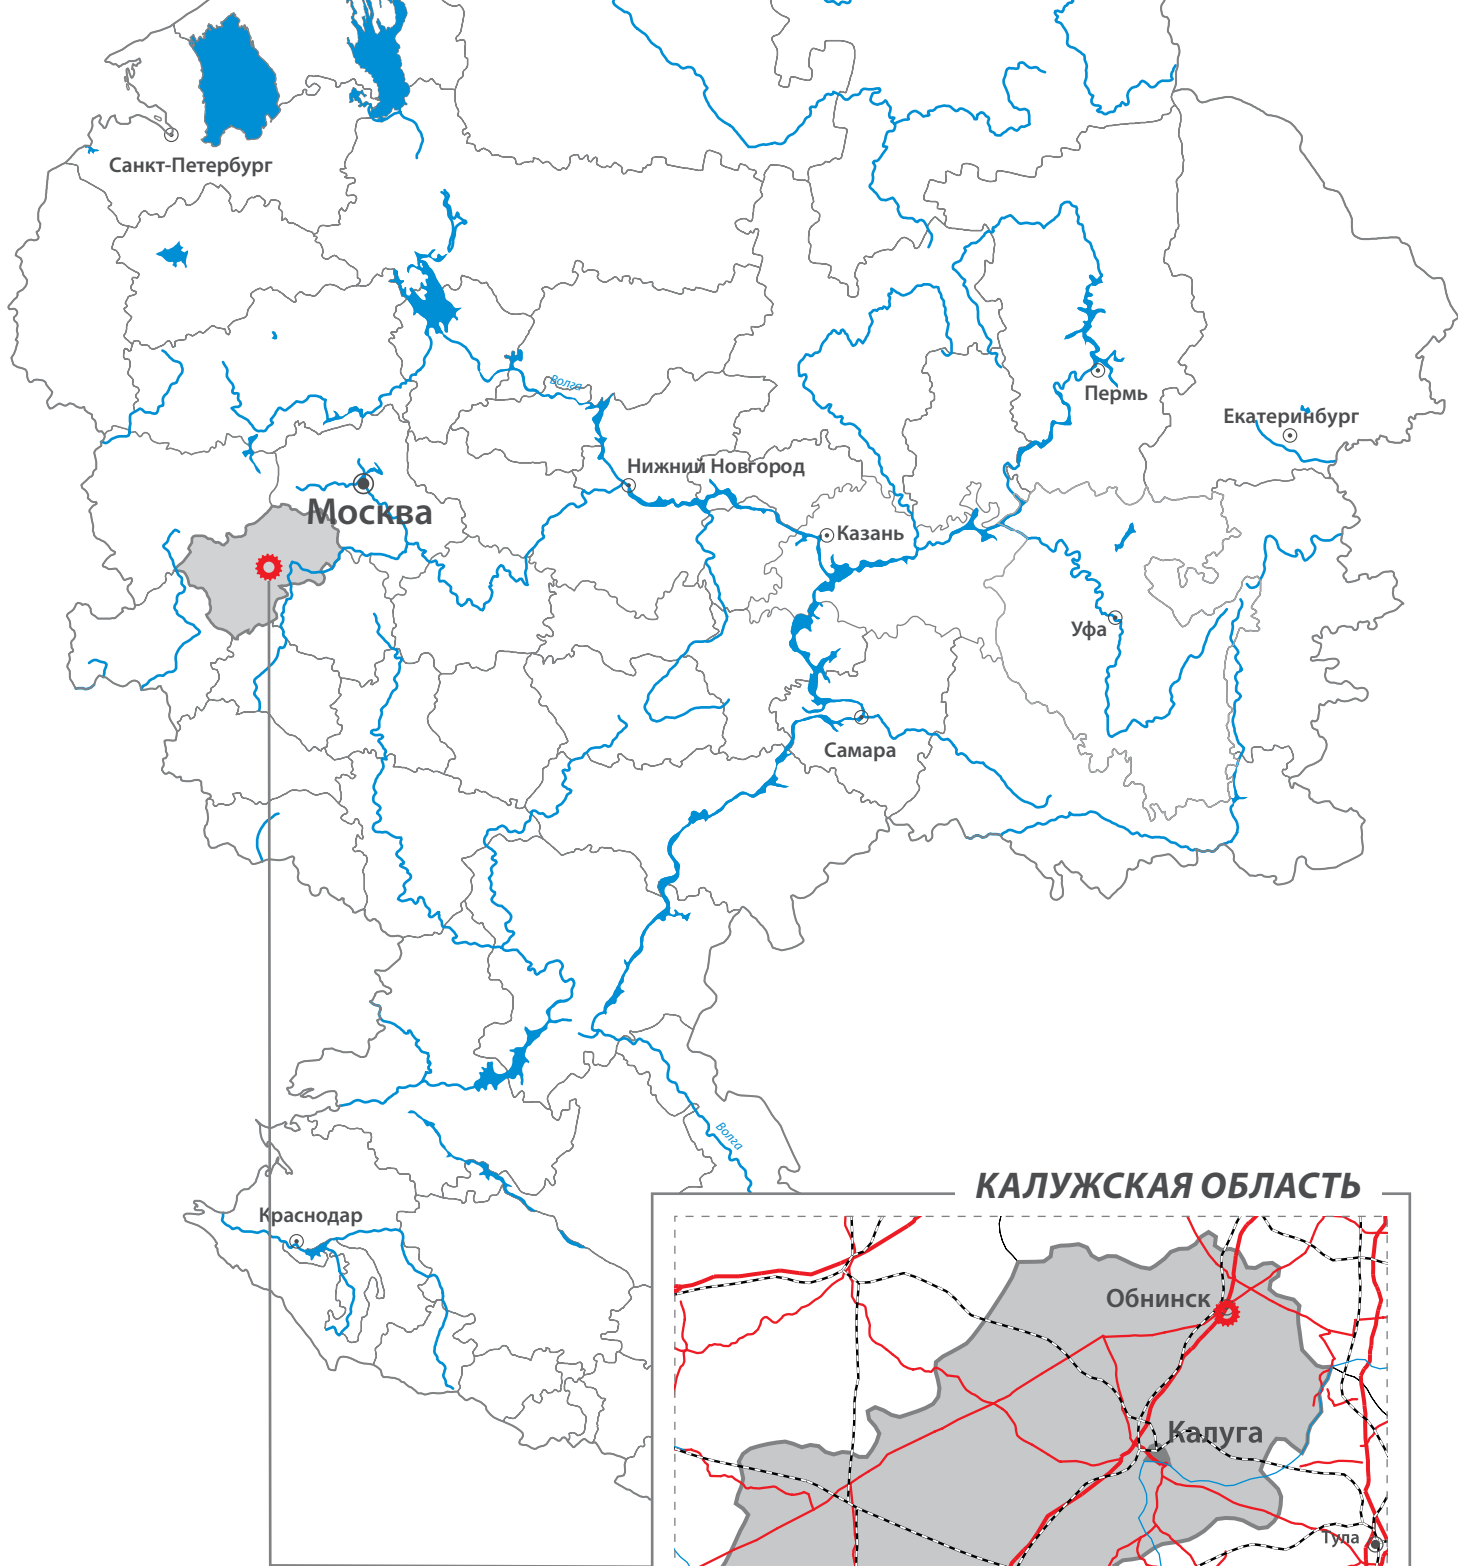 Санкт-Петербург
Волга
Пермь
Екатеринбург
Нижний Новгород
Москва
Казань
Уфа
Самара
Волга
КАЛУЖСКАЯ ОБЛАСТЬ
Краснодар
Обнинск
Калуга
Тула